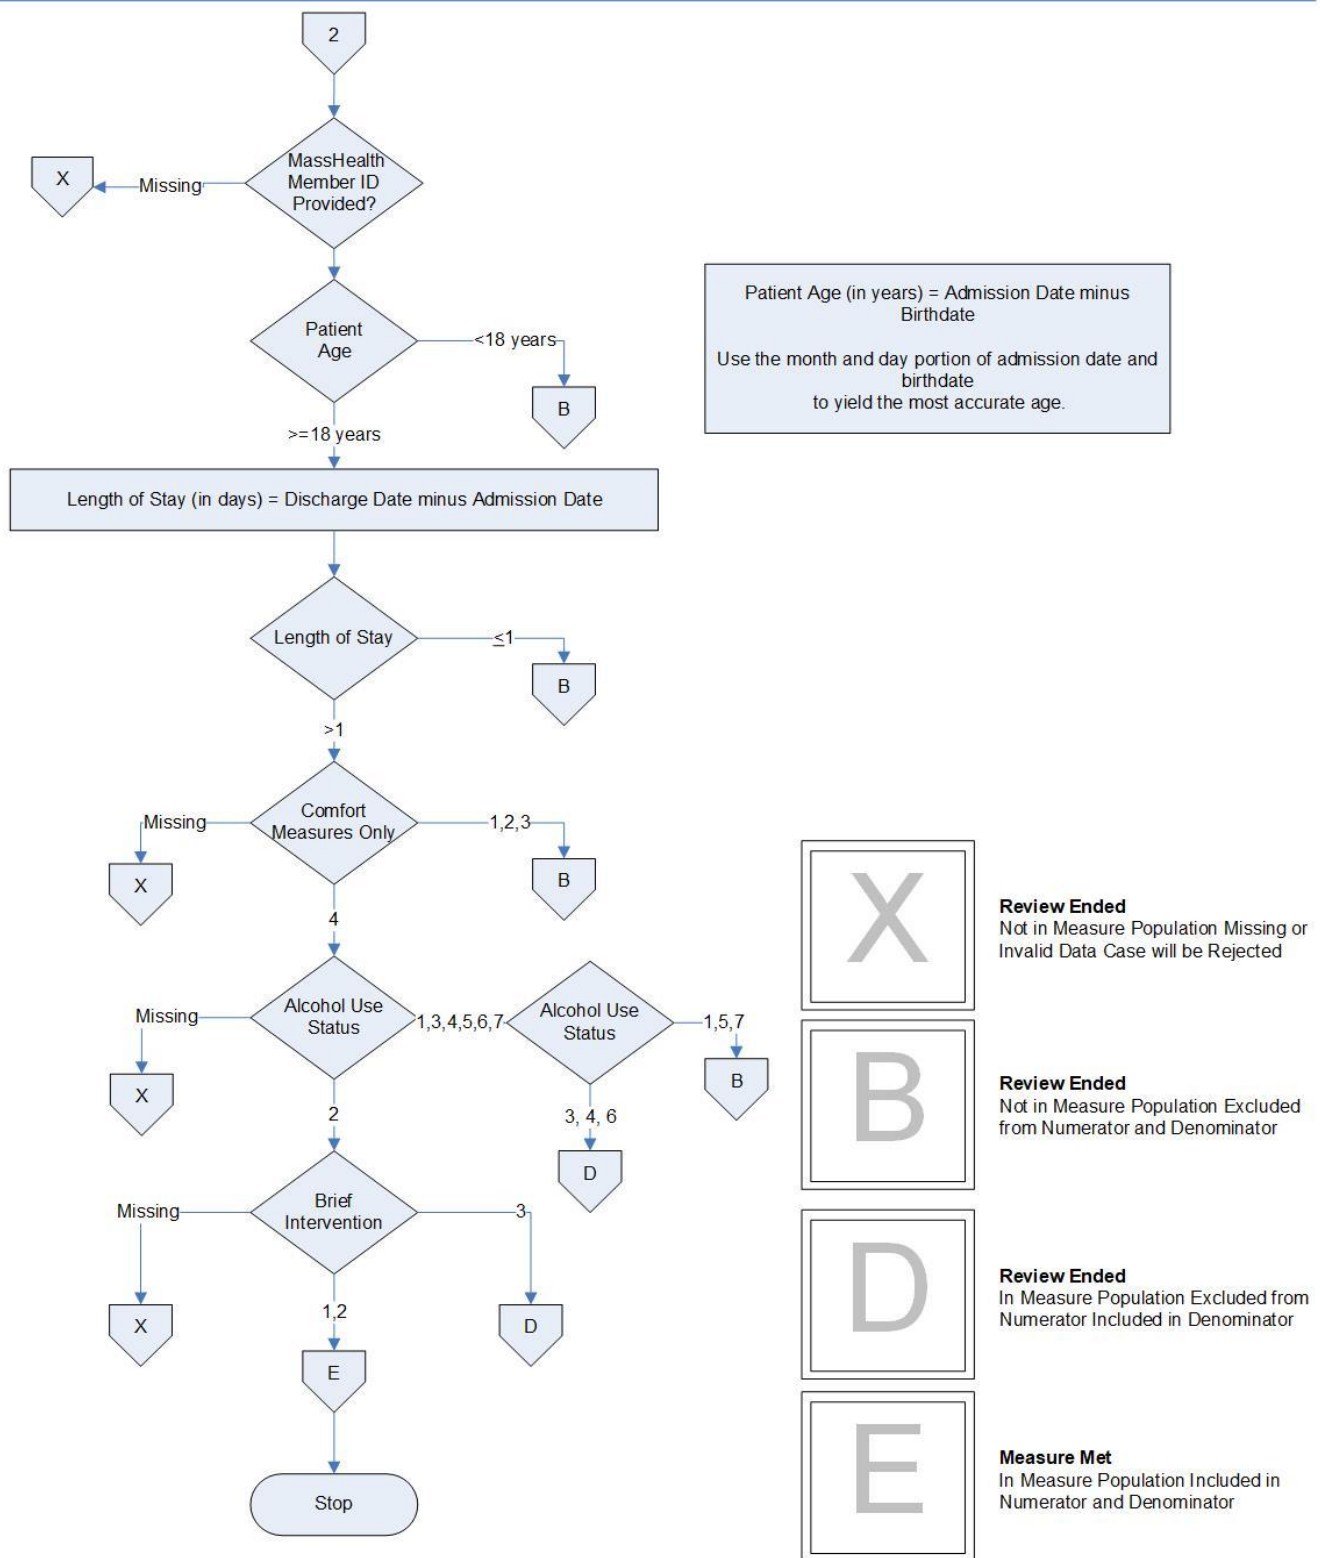 2
MassHealth
Member ID
Provided?
Missing
X
Patient Age (in years) = Admission Date minus
Birthdate
Use the month and day portion of admission date and
birthdate
to yield the most accurate age.
Patient
Age
<18 years
B
>=18 years
Length of Stay (in days) = Discharge Date minus Admission Date
Length of Stay
≤1
B
>1
Comfort
Measures Only
Missing
X
1,2,3
B
4
Alcohol Use
Status
Missing
X
1,3,4,5,6,7
Alcohol Use
Status
1,5,7
B
3, 4, 6
D
2
Brief
Intervention
Missing
X
3
D
1,2
E
Stop
X
Review Ended
Not in Measure Population Missing or
Invalid Data Case will be Rejected
B
Review Ended
Not in Measure Population Excluded
from Numerator and Denominator
D
Review Ended
In Measure Population Excluded from
Numerator Included in Denominator
E
Measure Met
In Measure Population Included in
Numerator and Denominator